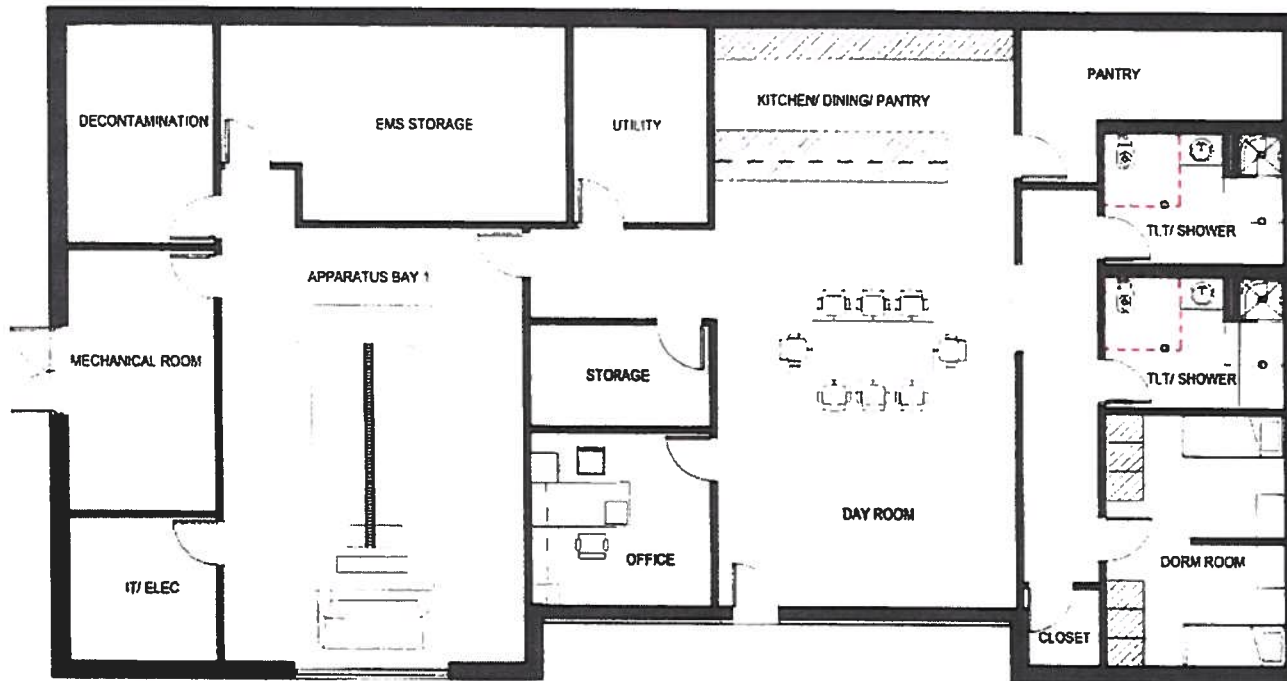 PANTRY
DECONTAMINATION
EMS STORAGE
UTILITY
KITCHEN/ DINING/ PANTRY
TLT/ SHOWER
APPARATUS BAY 1
MECHANICAL ROOM
STORAGE
TLT/ SHOWER
DAY ROOM
OFFICE
DORM ROOM
IT/ ELEC
CLOSET